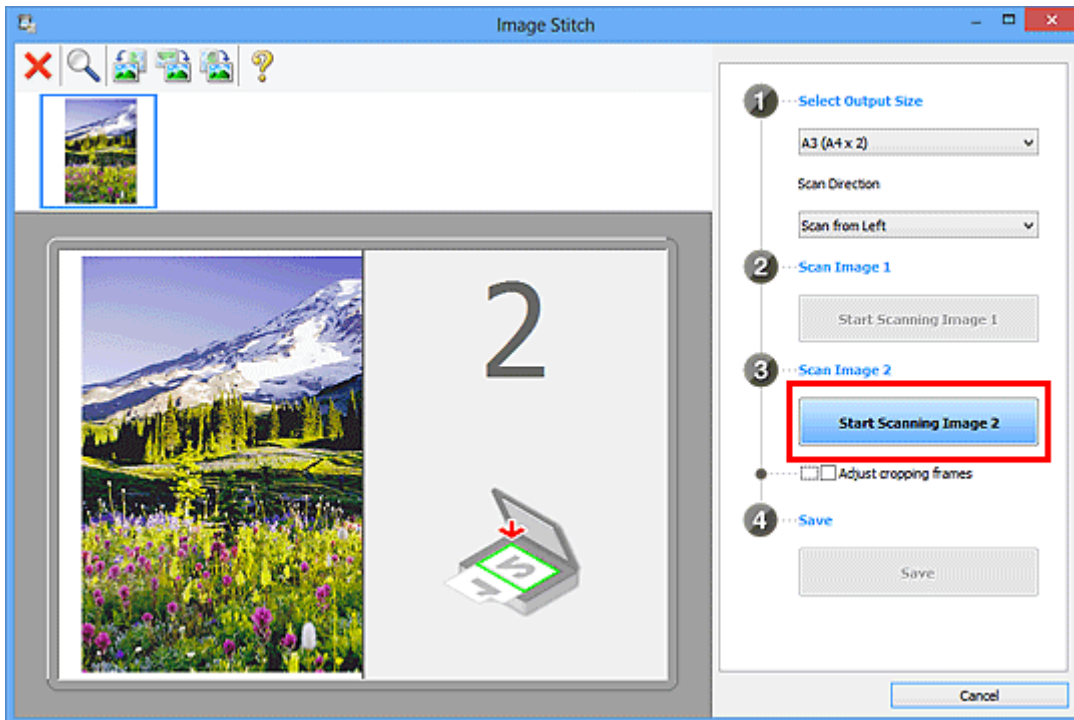 Image Stitch
1
Select Output Size
A3 (A4 x 2)
Scan Direction
Scan from Left
2
Scan Image 1
Start Scanning Image 1
3
Scan Image 2
Start Scanning Image 2
Adjust cropping frames
4
Save
Save
Cancel
2
1 2